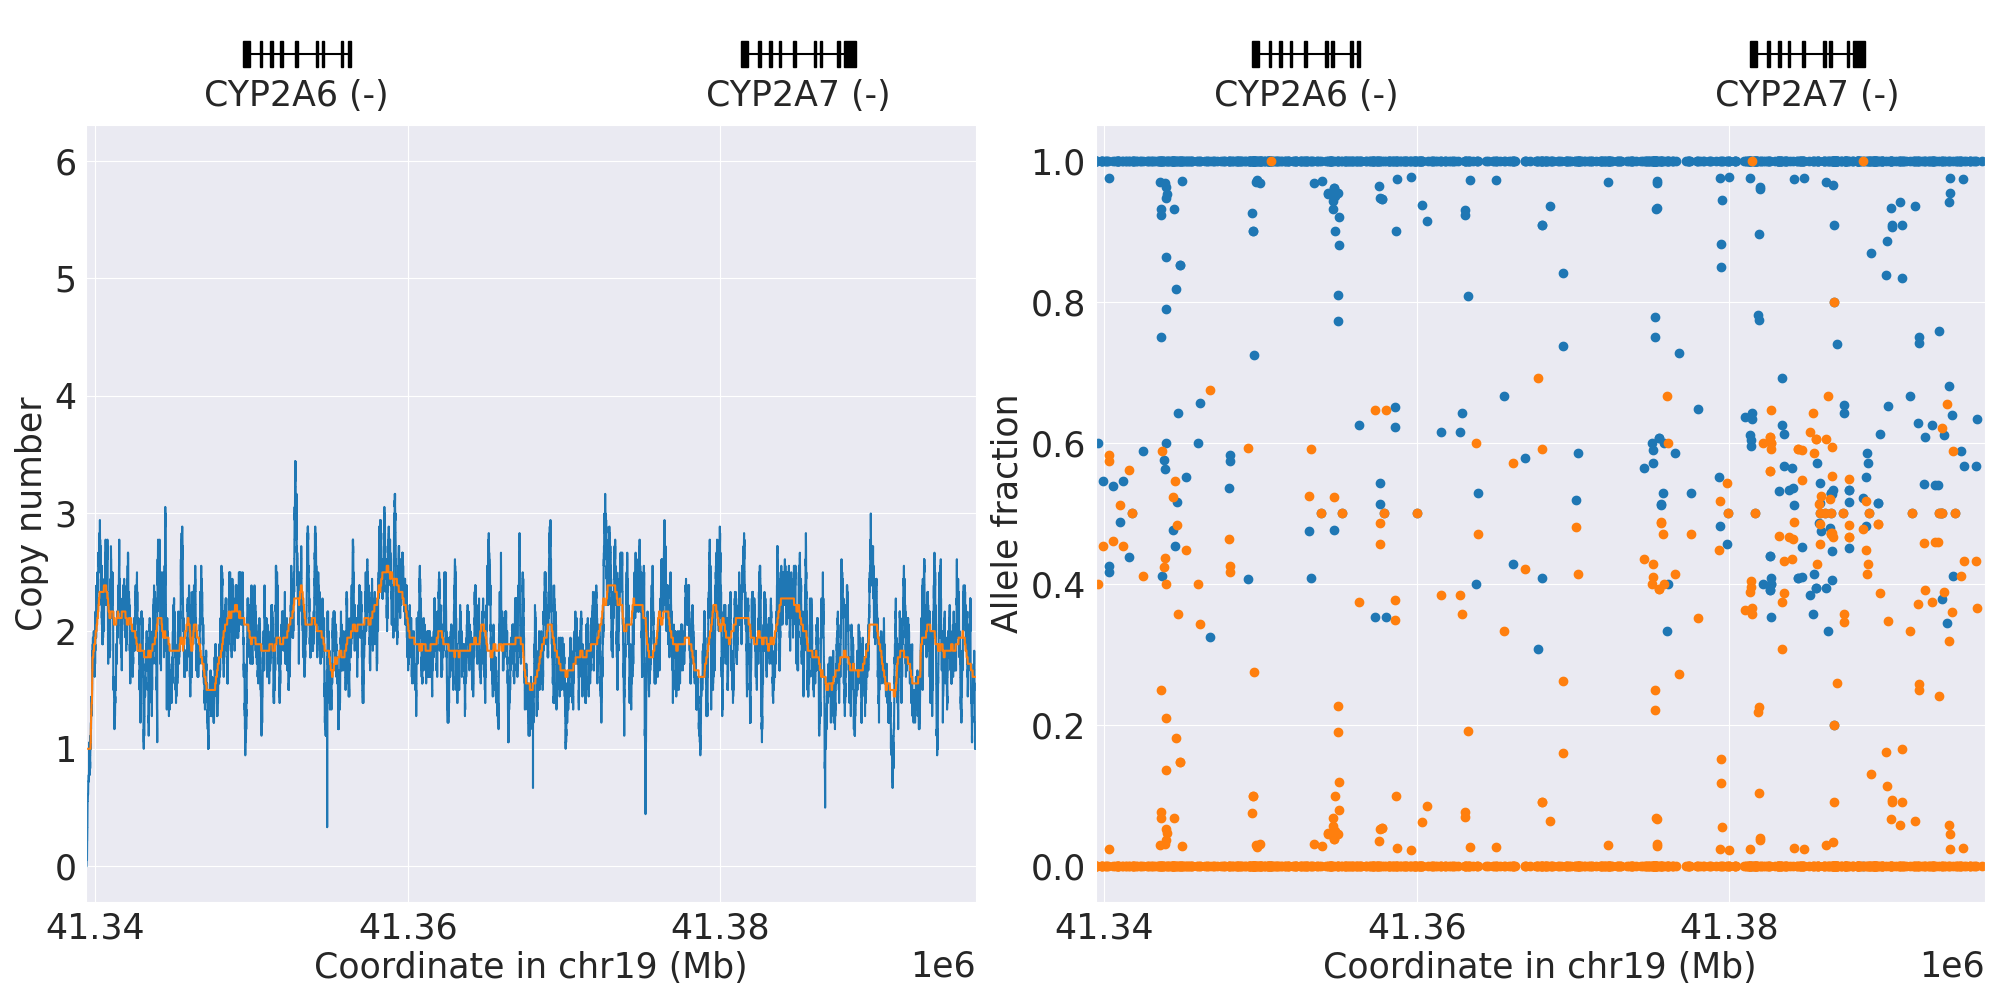 CYP2A6 (-)
CYP2A7 (-)
6
5
4
3
2
1
0
Copy number
41.34
41.36
41.38
Coordinate in chr19 (Mb)
1e6
CYP2A6 (-)
CYP2A7 (-)
1.0
0.8
0.6
0.4
0.2
0.0
Allele fraction
41.34
41.36
41.38
Coordinate in chr19 (Mb)
1e6